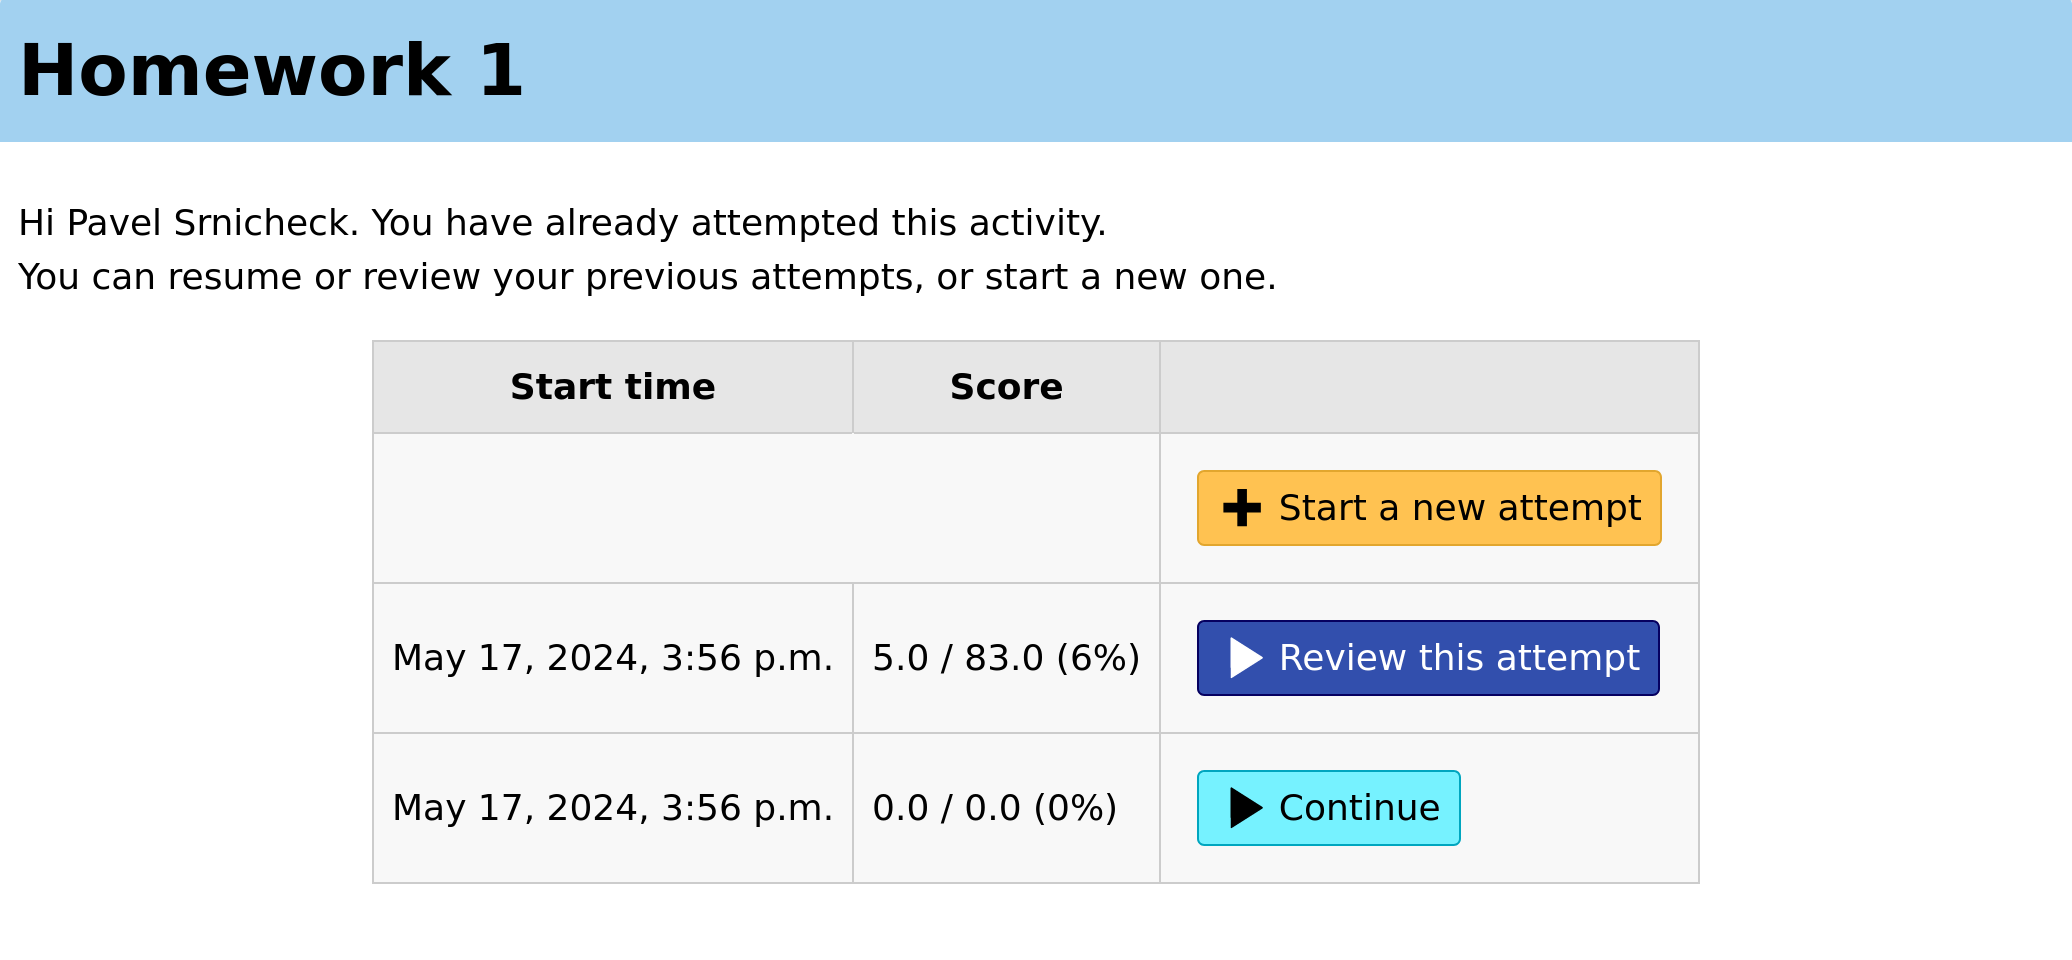 Homework 1
Hi Pavel Srnicheck. You have already attempted this activity.
You can resume or review your previous attempts, or start a new one.
Start time Score
Start a new attempt
May 17, 2024, 3:56 p.m. 5.0 / 83.0 (6%) Review this attempt
May 17, 2024, 3:56 p.m. 0.0 / 0.0 (0%) Continue